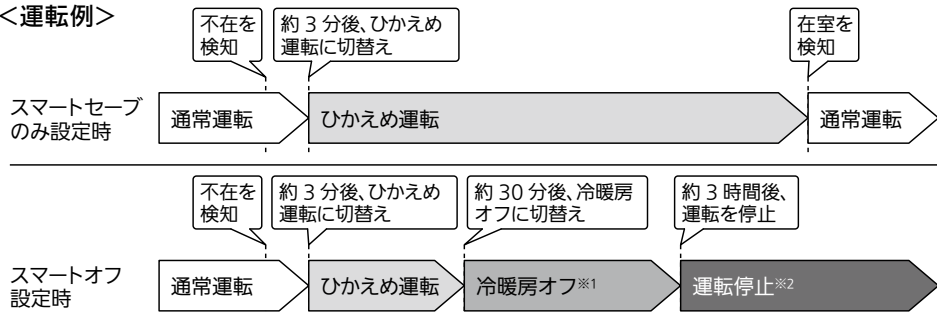 ＜運転例＞
不在を
検知
約 3 分後、ひかえめ
運転に切替え
在室を
検知
スマートセーブ
のみ設定時
通常運転
ひかえめ運転
通常運転
不在を
検知
約 3 分後、ひかえめ
運転に切替え
約 30 分後、冷暖房
オフに切替え
約 3 時間後、
運転を停止
スマートオフ
設定時
通常運転
ひかえめ運転
冷暖房オフ※1
運転停止※2